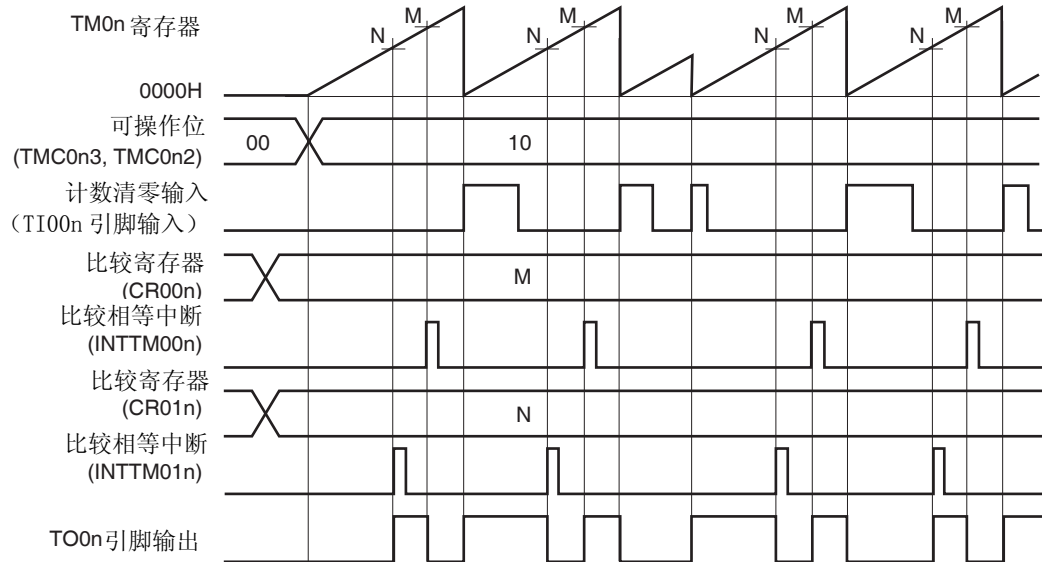 M M M M
N N N N
TM0n 寄存器
0000H
可操作位
(TMC0n3, TMC0n2)
00 10
计数清零输入
（TI00n 引脚输入）
比较寄存器
(CR00n)
M
比较相等中断
(INTTM00n)
比较寄存器
(CR01n)
N
比较相等中断
(INTTM01n)
TO0n引脚输出